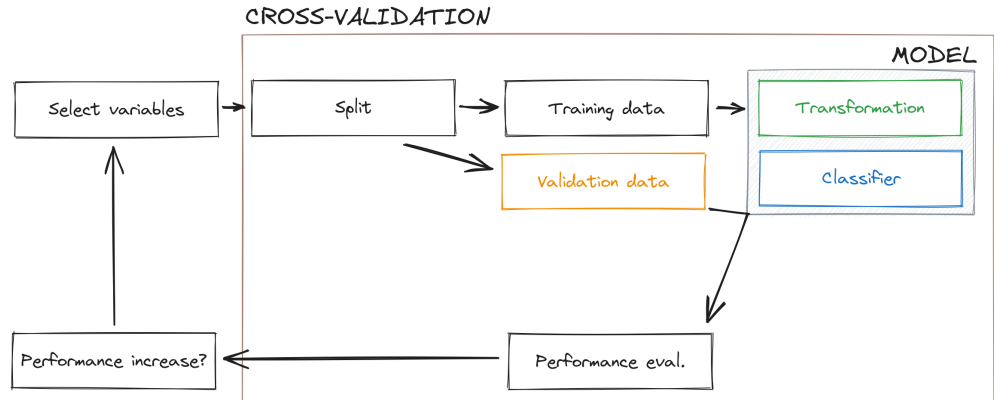 CROSS-VALIDATION
MODEL
Select variables
Split
Training data
Transformation
Validation data
Classifier
Performance increase?
Performance eval.